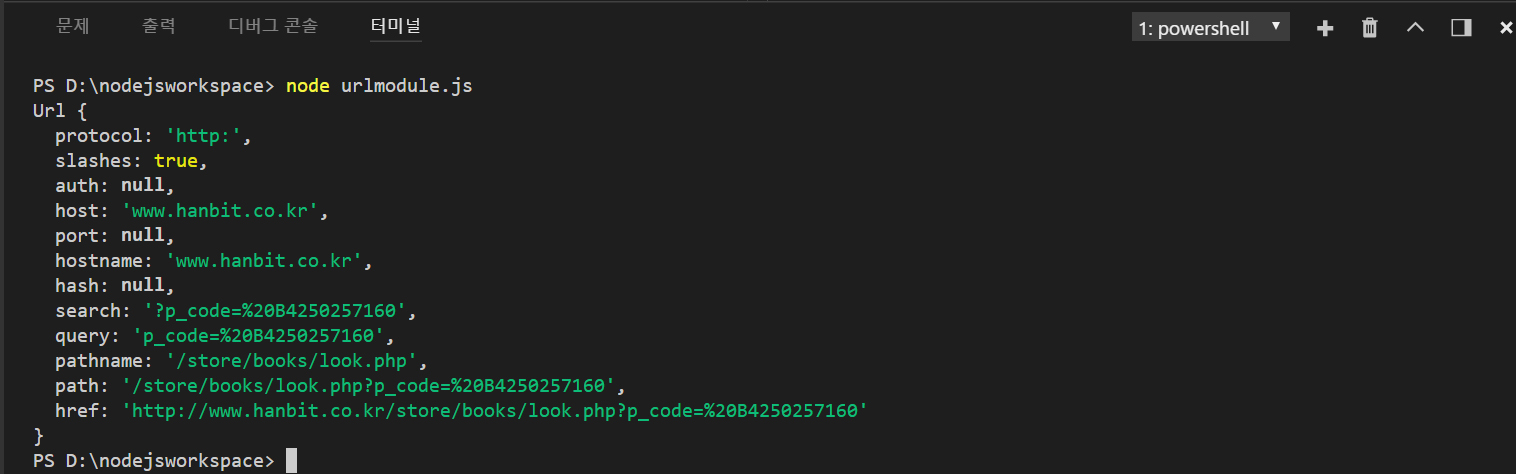 문제 출력 디버그 콘솔 터미널 1: powershell
PS D:\nodejsworkspace> node urlmodule.js
Url {
  protocol: 'http:',
  slashes: true,
  auth: null,
  host: 'www.hanbit.co.kr',
  port: null,
  hostname: 'www.hanbit.co.kr',
  hash: null,
  search: '?p_code=%20B4250257160',
  query: 'p_code=%20B4250257160',
  pathname: '/store/books/look.php',
  path: '/store/books/look.php?p_code=%20B4250257160',
  href: 'http://www.hanbit.co.kr/store/books/look.php?p_code=%20B4250257160'
}
PS D:\nodejsworkspace>